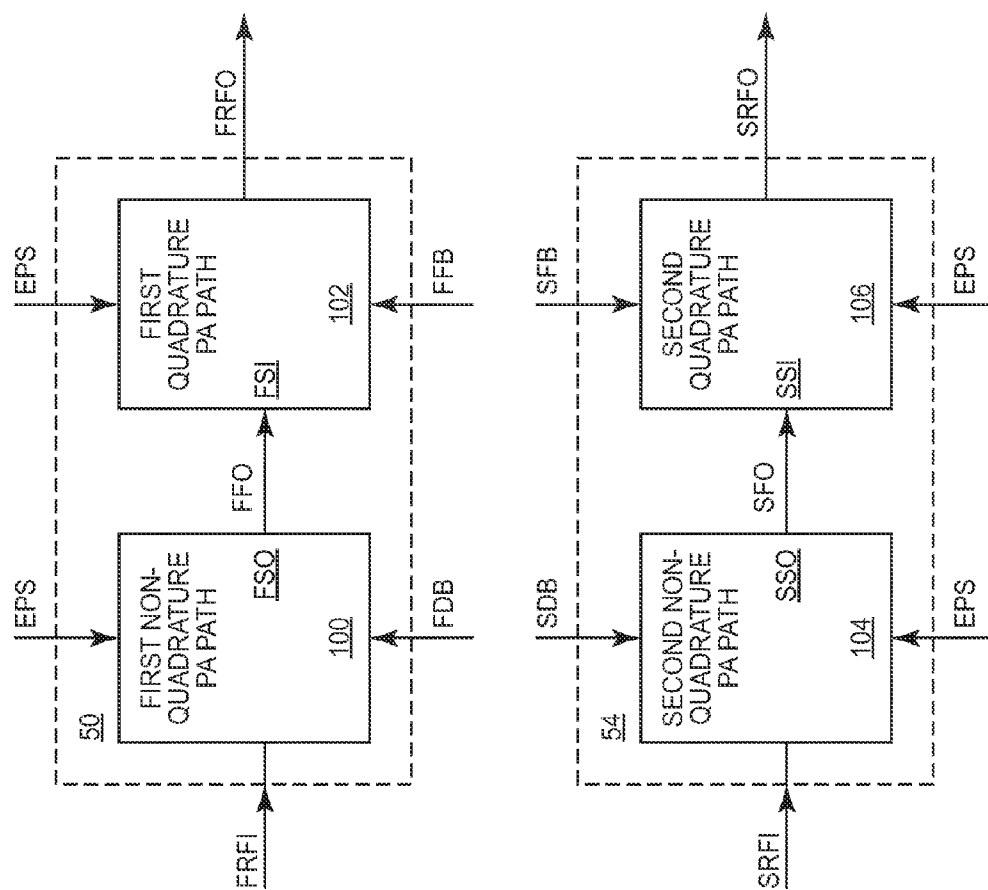 EPS
EPS
50
FIRST NON-
QUADRATURE
PA PATH
FSO
100
FIRST
QUADRATURE
PA PATH
FSI
102
FRFI
FFO
FRFO
FDB
FFB
SDB
SFB
54
SECOND NON-
QUADRATURE
PA PATH
SSO
104
SECOND
QUADRATURE
PA PATH
SSI
106
SRFI
SFO
SRFO
EPS
EPS